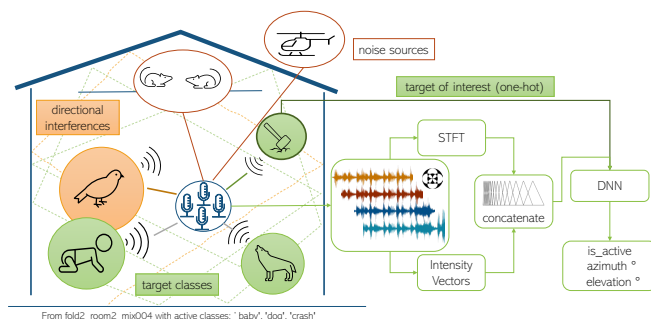 noise sources
target of interest (one-hot)
directional
interferences
STFT
concatenate
DNN
Intensity
Vectors
is_active
azimuth °
elevation °
target classes
From fold2_room2_mix004 with active classes: `baby', 'dog', 'crash'